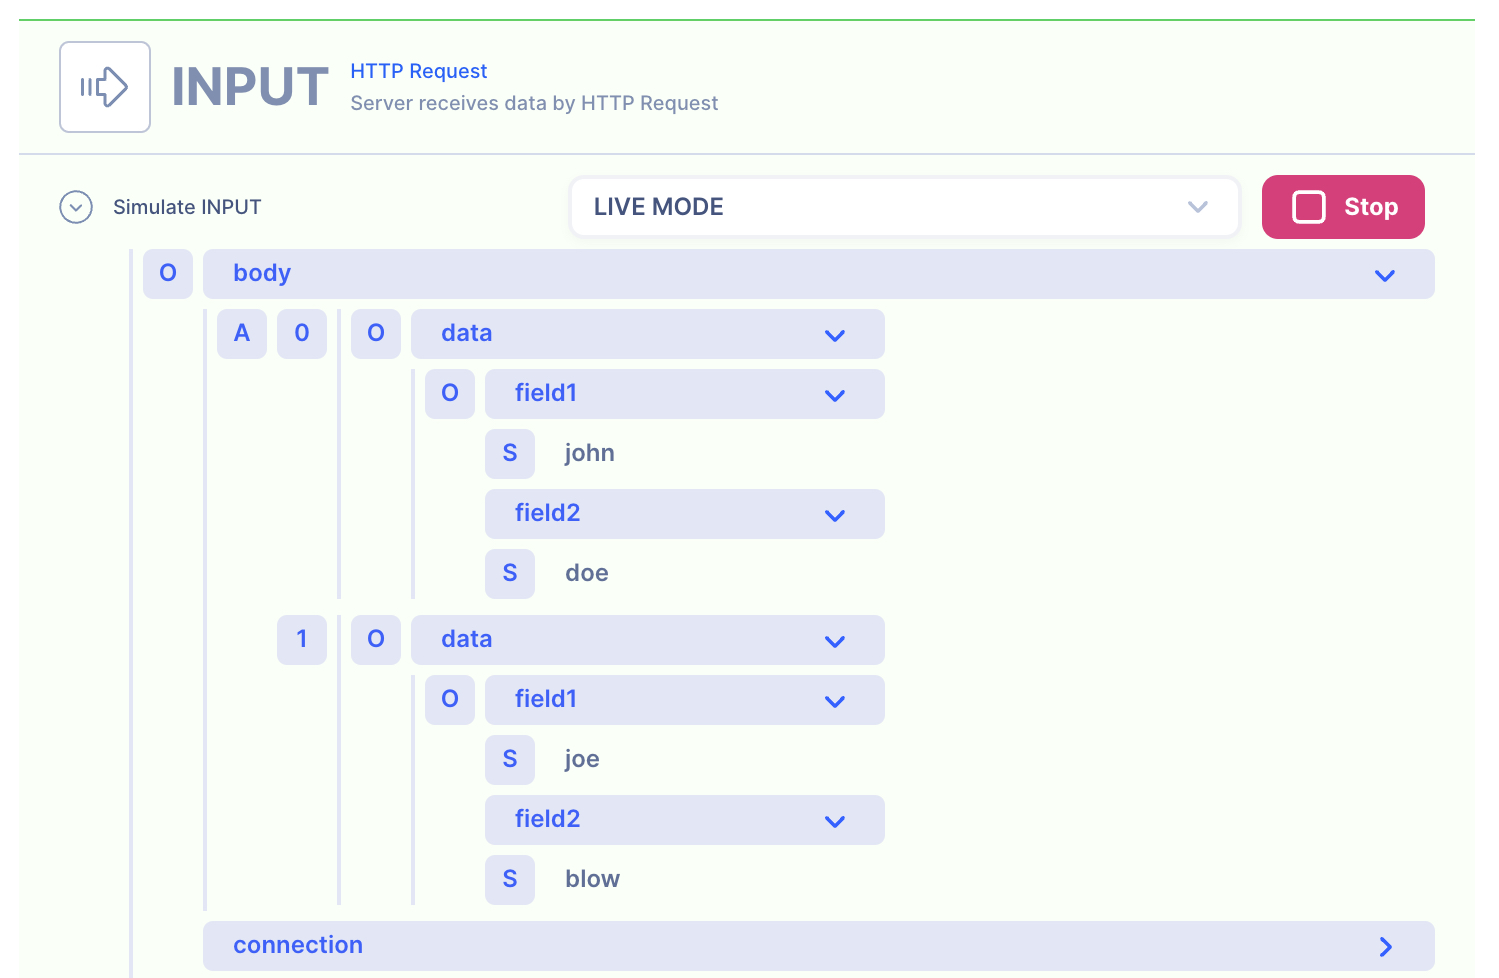 INPUT
HTTP Request
Server receives data by HTTP Request
Simulate INPUT
LIVE MODE
Stop
O body
A 0 O data
O field1
S john
field2
S doe
1 O data
O field1
S joe
field2
S blow
connection